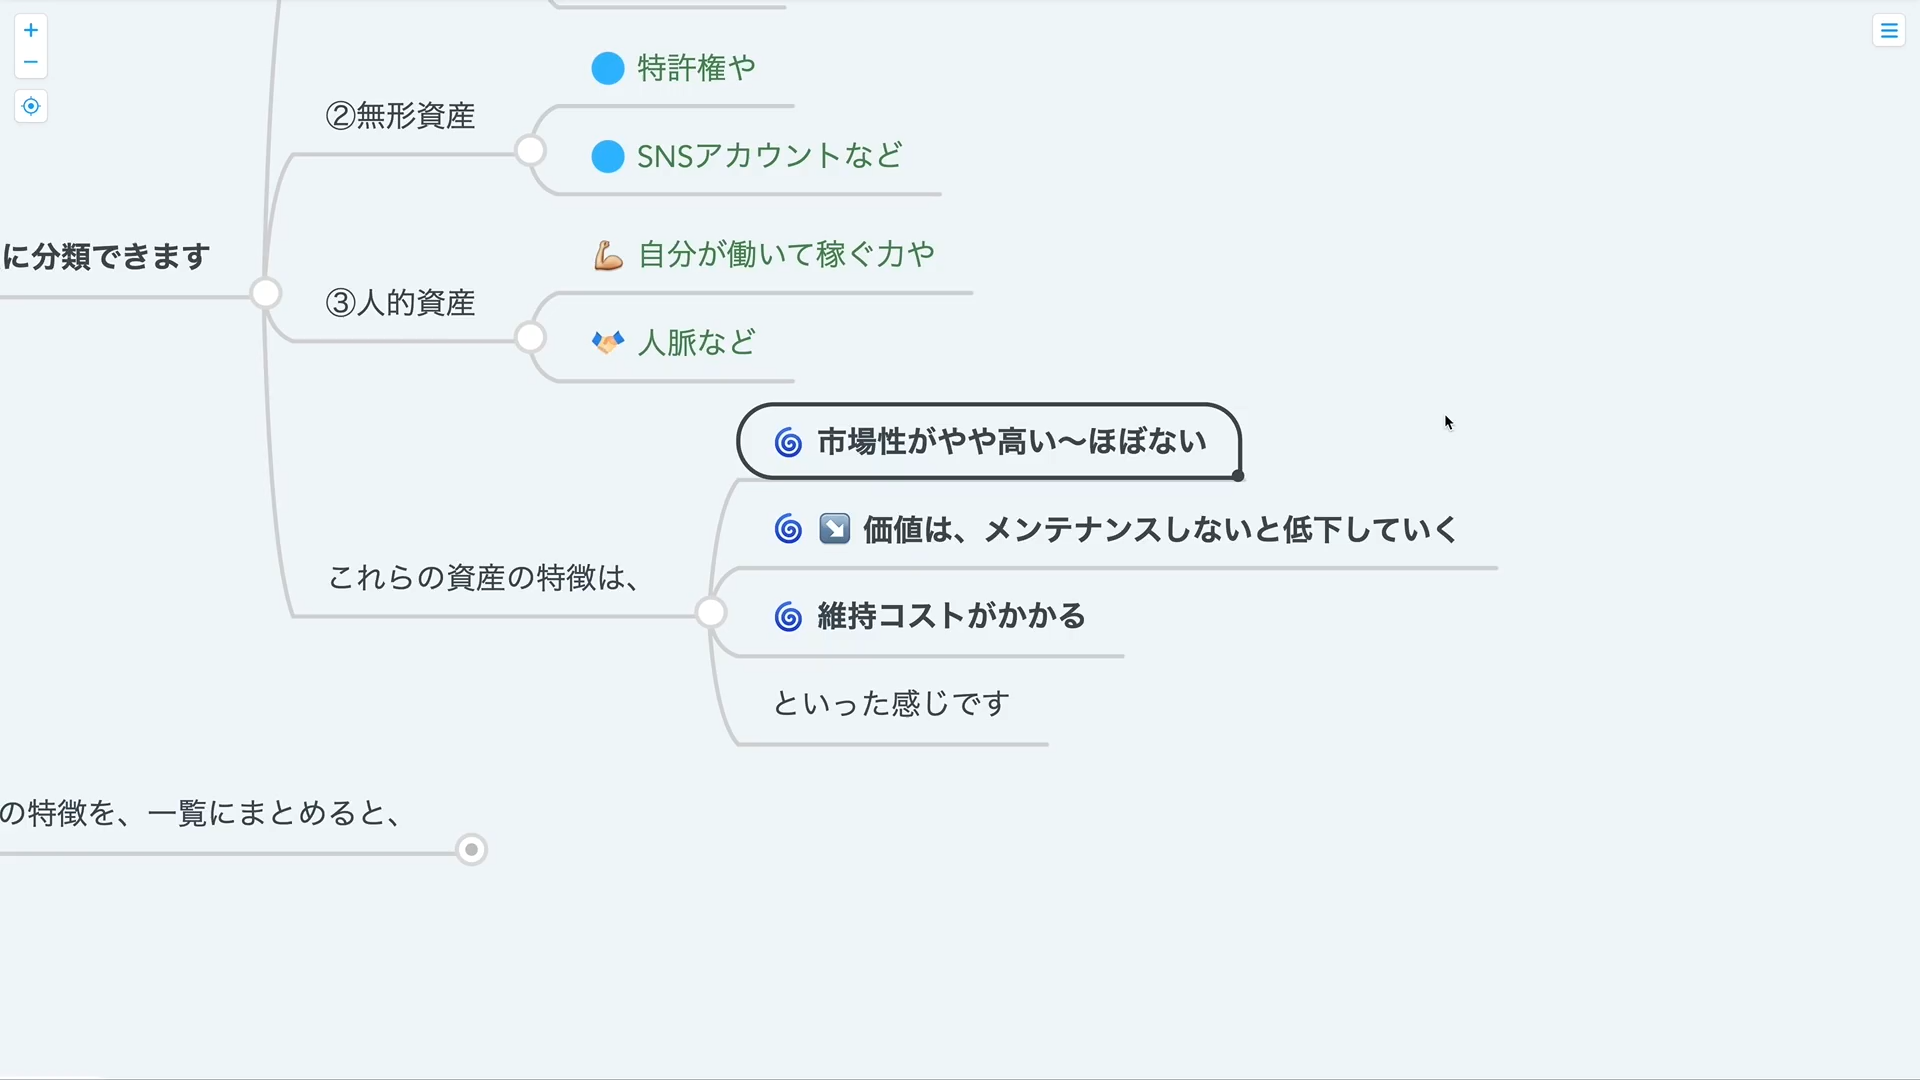 特許権や
②無形資産
SNSアカウントなど
に分類できます
自分が働いて稼ぐ力や
③人的資産
人脈など
市場性がやや高い〜ほぼない
価値は、メンテナンスしないと低下していく
これらの資産の特徴は、
維持コストがかかる
といった感じです
の特徴を、一覧にまとめると、